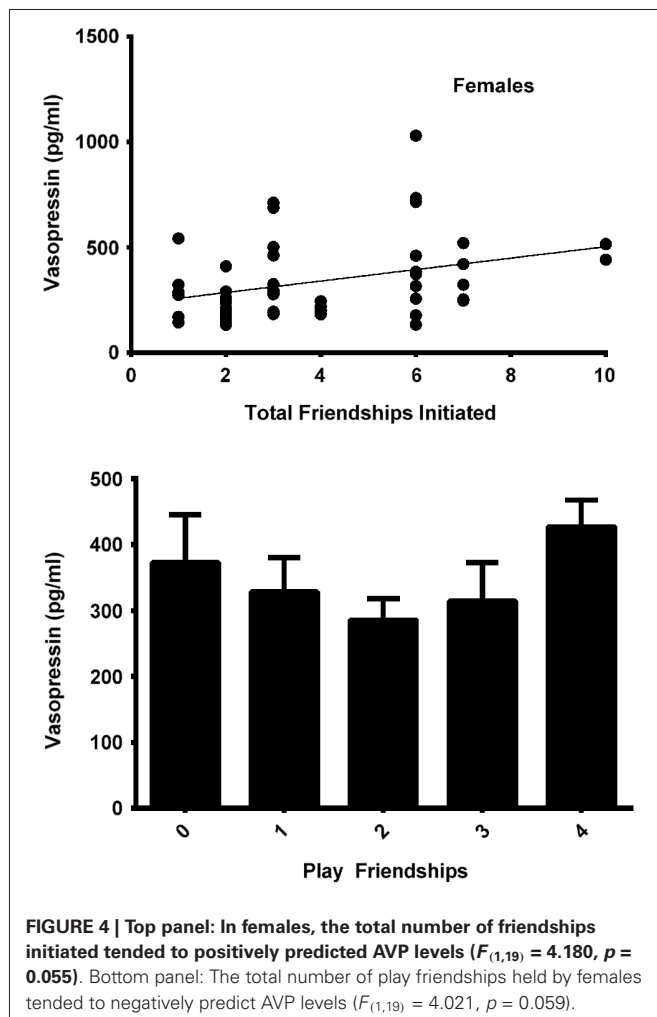 1500
1000
500
0
Vasopressin (pg/ml)
Females
0 2 4 6 8 10
Total Friendships Initiated
500
400
300
200
100
0
Vasopressin (pg/ml)
0 1 2 3 4
Play Friendships
FIGURE 4 | Top panel: In females, the total number of friendships
initiated tended to positively predicted AVP levels (F(1,19) = 4.180, p =
0.055). Bottom panel: The total number of play friendships held by females
tended to negatively predict AVP levels (F(1,19) = 4.021, p = 0.059).